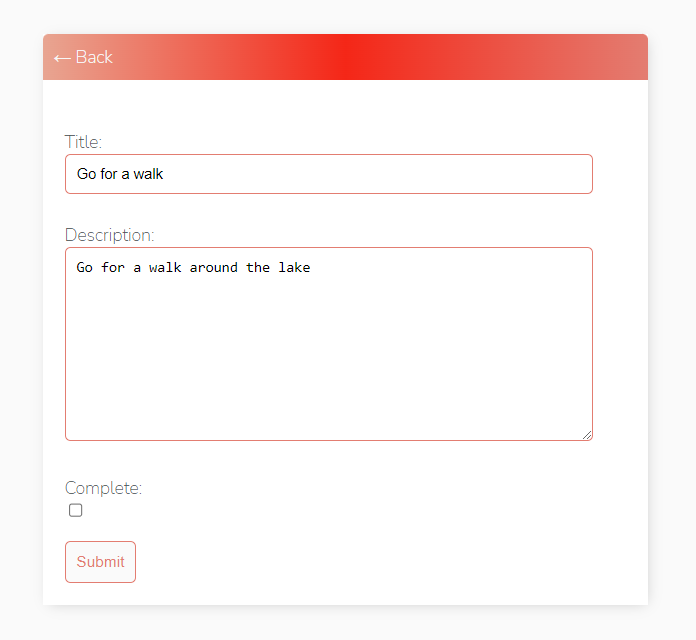 ← Back
Title:
Go for a walk
Description:
Go for a walk around the lake
Complete:
Submit